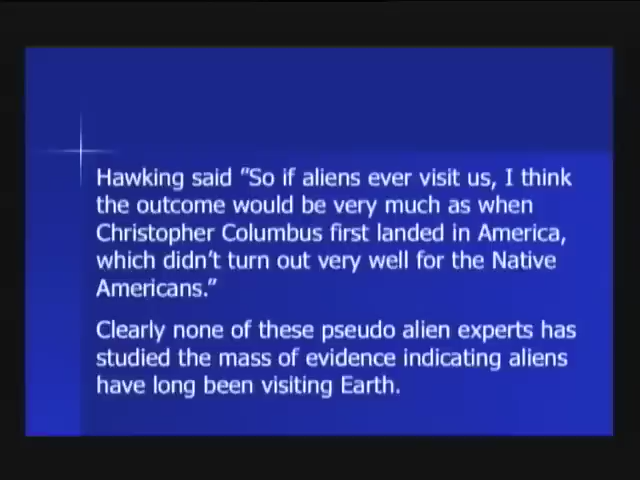 Hawking said "So if aliens ever visit us, I think
the outcome would be very much as when
Christopher Columbus first landed in America,
which didn't turn out very well for the Native
Americans."
Clearly none of these pseudo alien experts has
studied the mass of evidence indicating aliens
have long been visiting Earth.